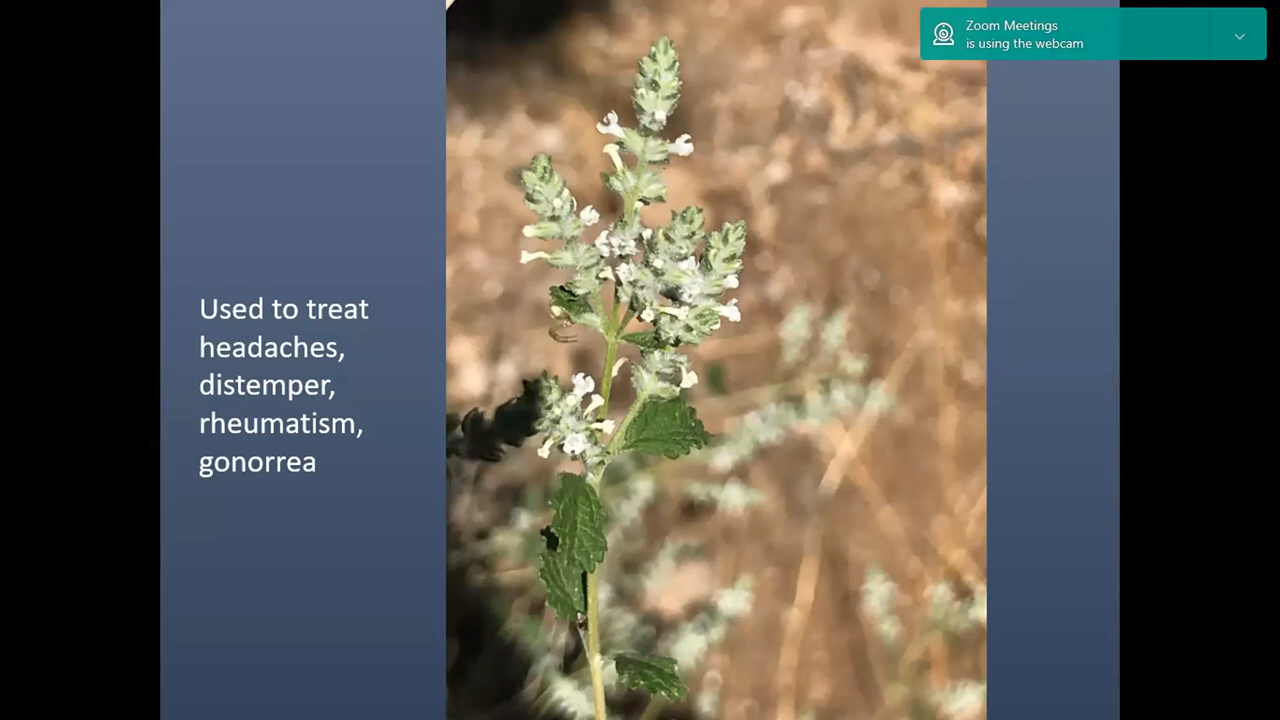 Zoom Meetings
is using the webcam
Used to treat
headaches,
distemper,
rheumatism,
gonorrea